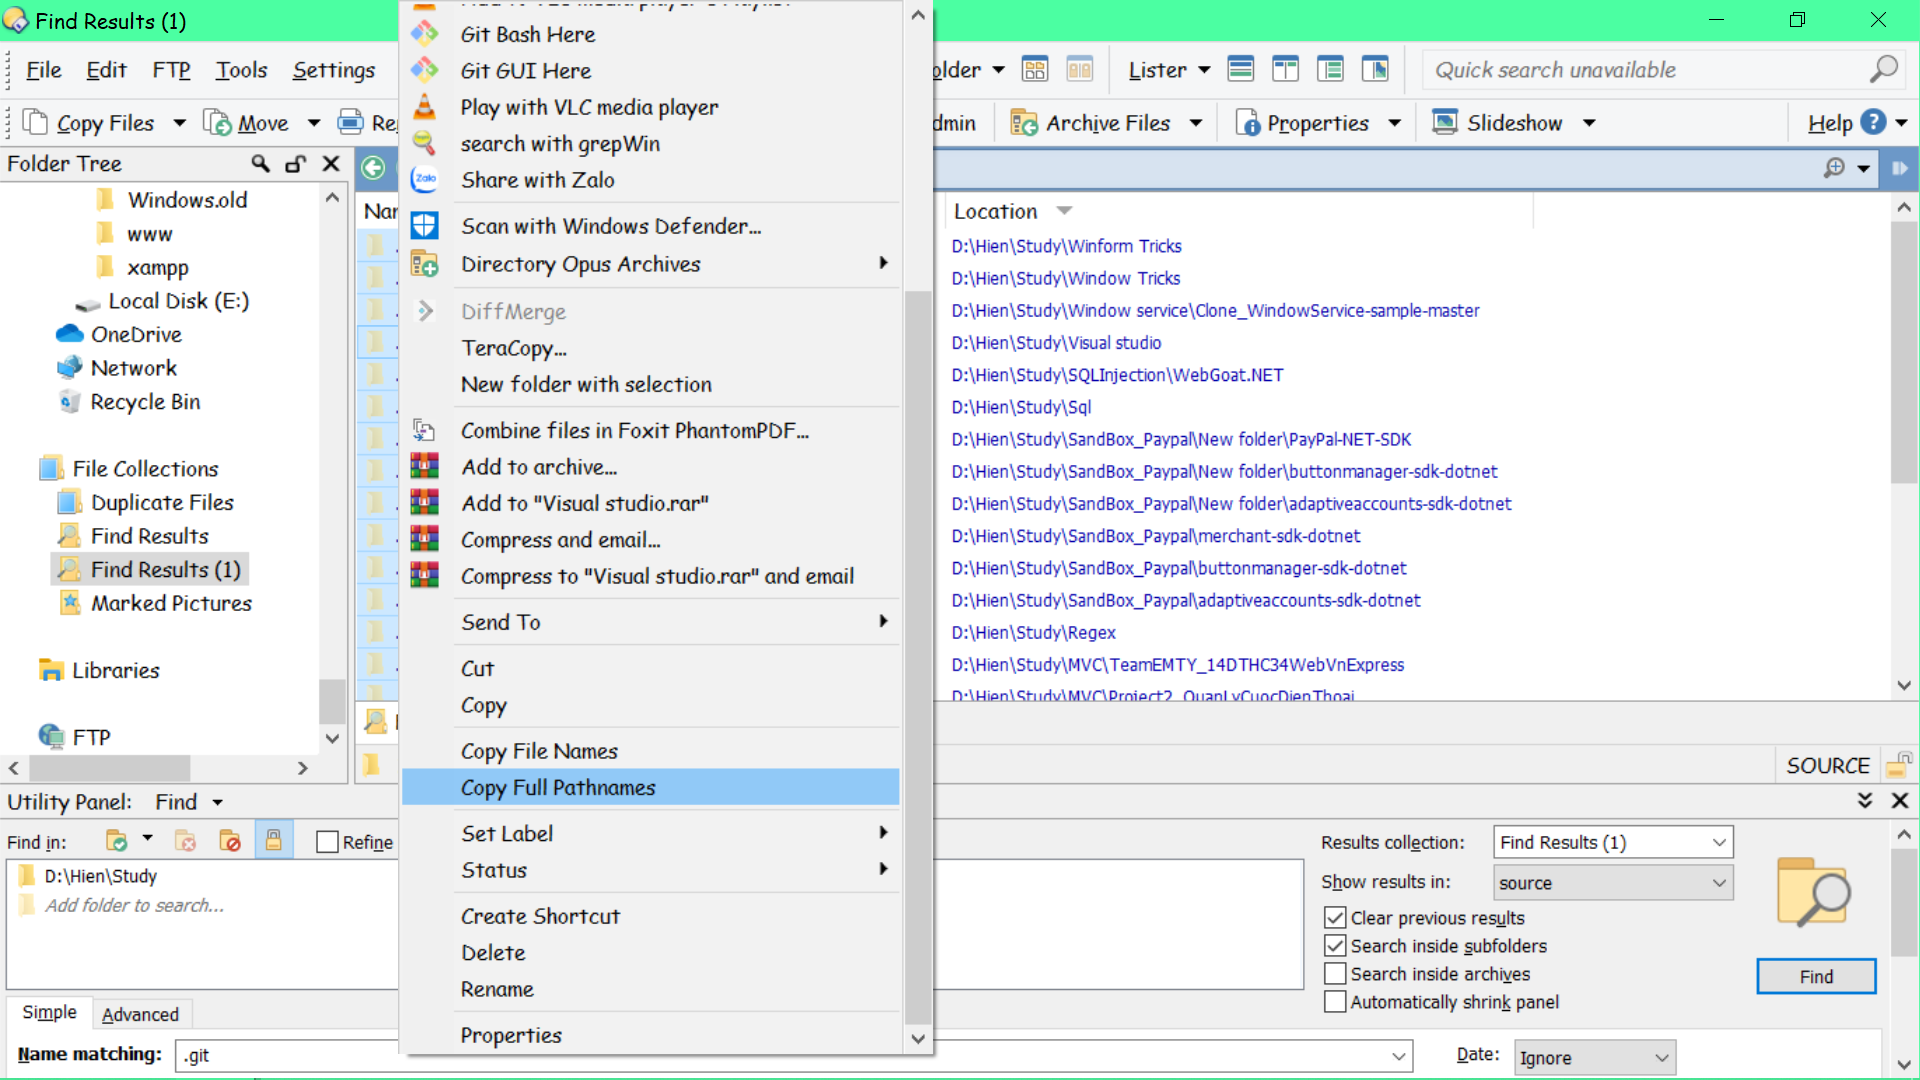 Find Results (1)
File Edit FTP Tools Settings
Lister
Quick search unavailable
Copy Files Move
Archive Files Properties Slideshow Help
Folder Tree
Windows.old
www
xampp
Local Disk (E:)
OneDrive
Network
Recycle Bin
File Collections
Duplicate Files
Find Results
Find Results (1)
Marked Pictures
Libraries
FTP
Git Bash Here
Git GUI Here
Play with VLC media player
search with grepWin
Share with Zalo
Scan with Windows Defender...
Directory Opus Archives
DiffMerge
TeraCopy...
New folder with selection
Combine files in Foxit PhantomPDF...
Add to archive...
Add to "Visual studio.rar"
Compress and email...
Compress to "Visual studio.rar" and email
Send To
Cut
Copy
Copy File Names
Copy Full Pathnames
Set Label
Status
Create Shortcut
Delete
Rename
Properties
Location
D:\Hien\Study\Winform Tricks
D:\Hien\Study\Window Tricks
D:\Hien\Study\Window service\Clone_WindowService-sample-master
D:\Hien\Study\Visual studio
D:\Hien\Study\SQLInjection\WebGoat.NET
D:\Hien\Study\Sql
D:\Hien\Study\SandBox_Paypal\New folder\PayPal-NET-SDK
D:\Hien\Study\SandBox_Paypal\New folder\buttonmanager-sdk-dotnet
D:\Hien\Study\SandBox_Paypal\New folder\adaptiveaccounts-sdk-dotnet
D:\Hien\Study\SandBox_Paypal\merchant-sdk-dotnet
D:\Hien\Study\SandBox_Paypal\buttonmanager-sdk-dotnet
D:\Hien\Study\SandBox_Paypal\adaptiveaccounts-sdk-dotnet
D:\Hien\Study\Regex
D:\Hien\Study\MVC\TeamEMTY_14DTHC34WebVnExpress
D:\Hien\Study\MVC\Project2_QuanLyCuocDienThoai
SOURCE
Utility Panel: Find
Find in: Refine
D:\Hien\Study
Add folder to search...
Results collection: Find Results (1)
Show results in: source
Clear previous results
Search inside subfolders
Search inside archives
Automatically shrink panel
Find
Simple Advanced
Name matching: .git
Date: Ignore